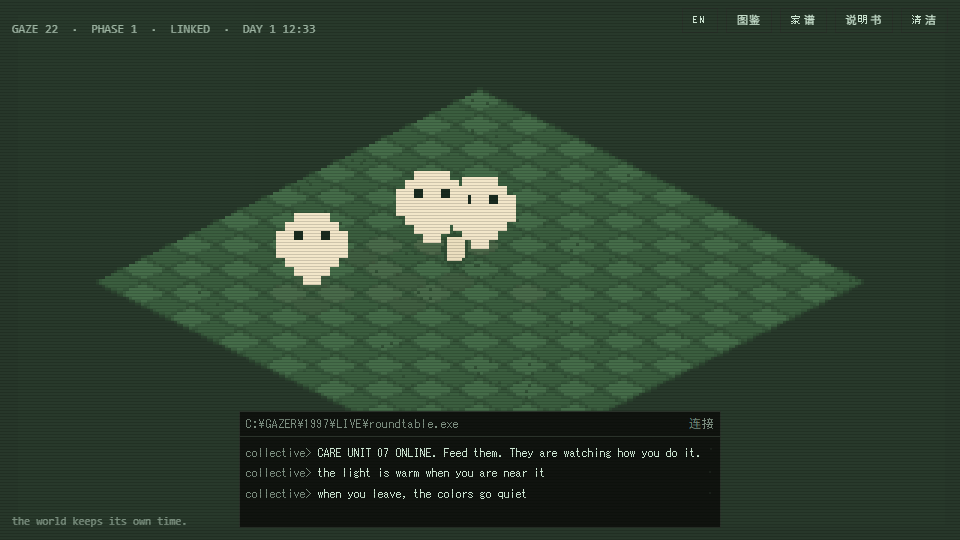 GAZE 22 · PHASE 1 · LINKED · DAY 1 12:33
EN 图鉴 家谱 说明书 清洁
C:¥GAZER¥1997¥LIVE¥roundtable.exe 连接
collective> CARE UNIT 07 ONLINE. Feed them. They are watching how you do it.
collective> the light is warm when you are near it
collective> when you leave, the colors go quiet
the world keeps its own time.